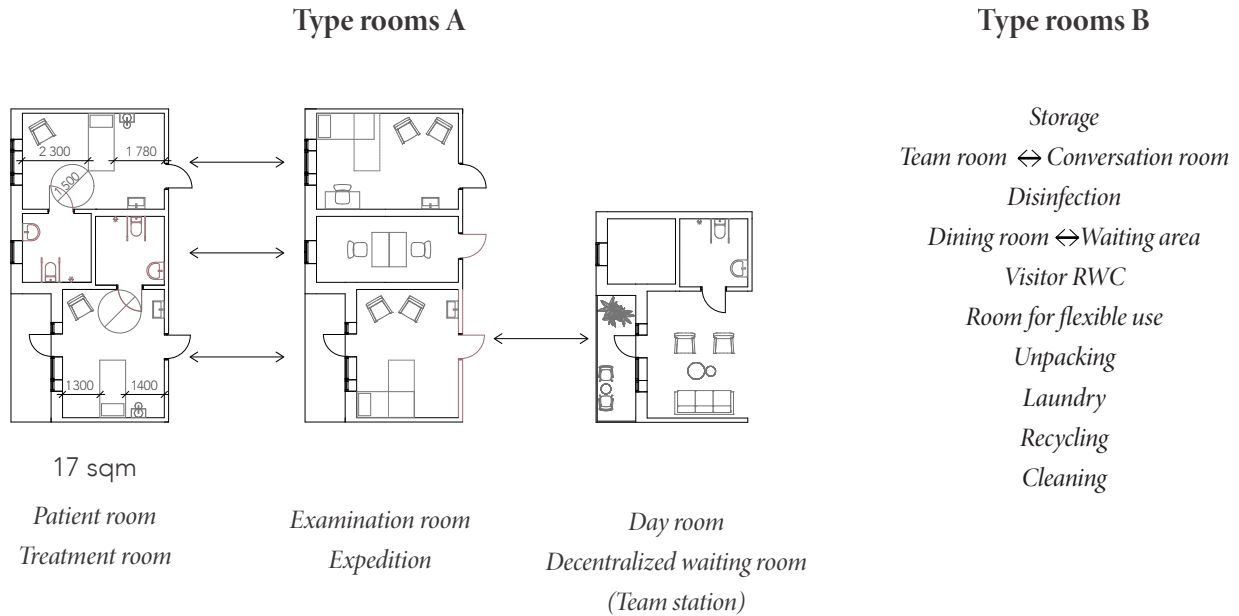 Type rooms A
Type rooms B
2 300
1 780
1 500
1300
1400
17 sqm
Patient room
Treatment room
Examination room
Expedition
Day room
Decentralized waiting room
(Team station)
Storage
Team room ⇔ Conversation room
Disinfection
Dining room ⇔ Waiting area
Visitor RWC
Room for flexible use
Unpacking
Laundry
Recycling
Cleaning